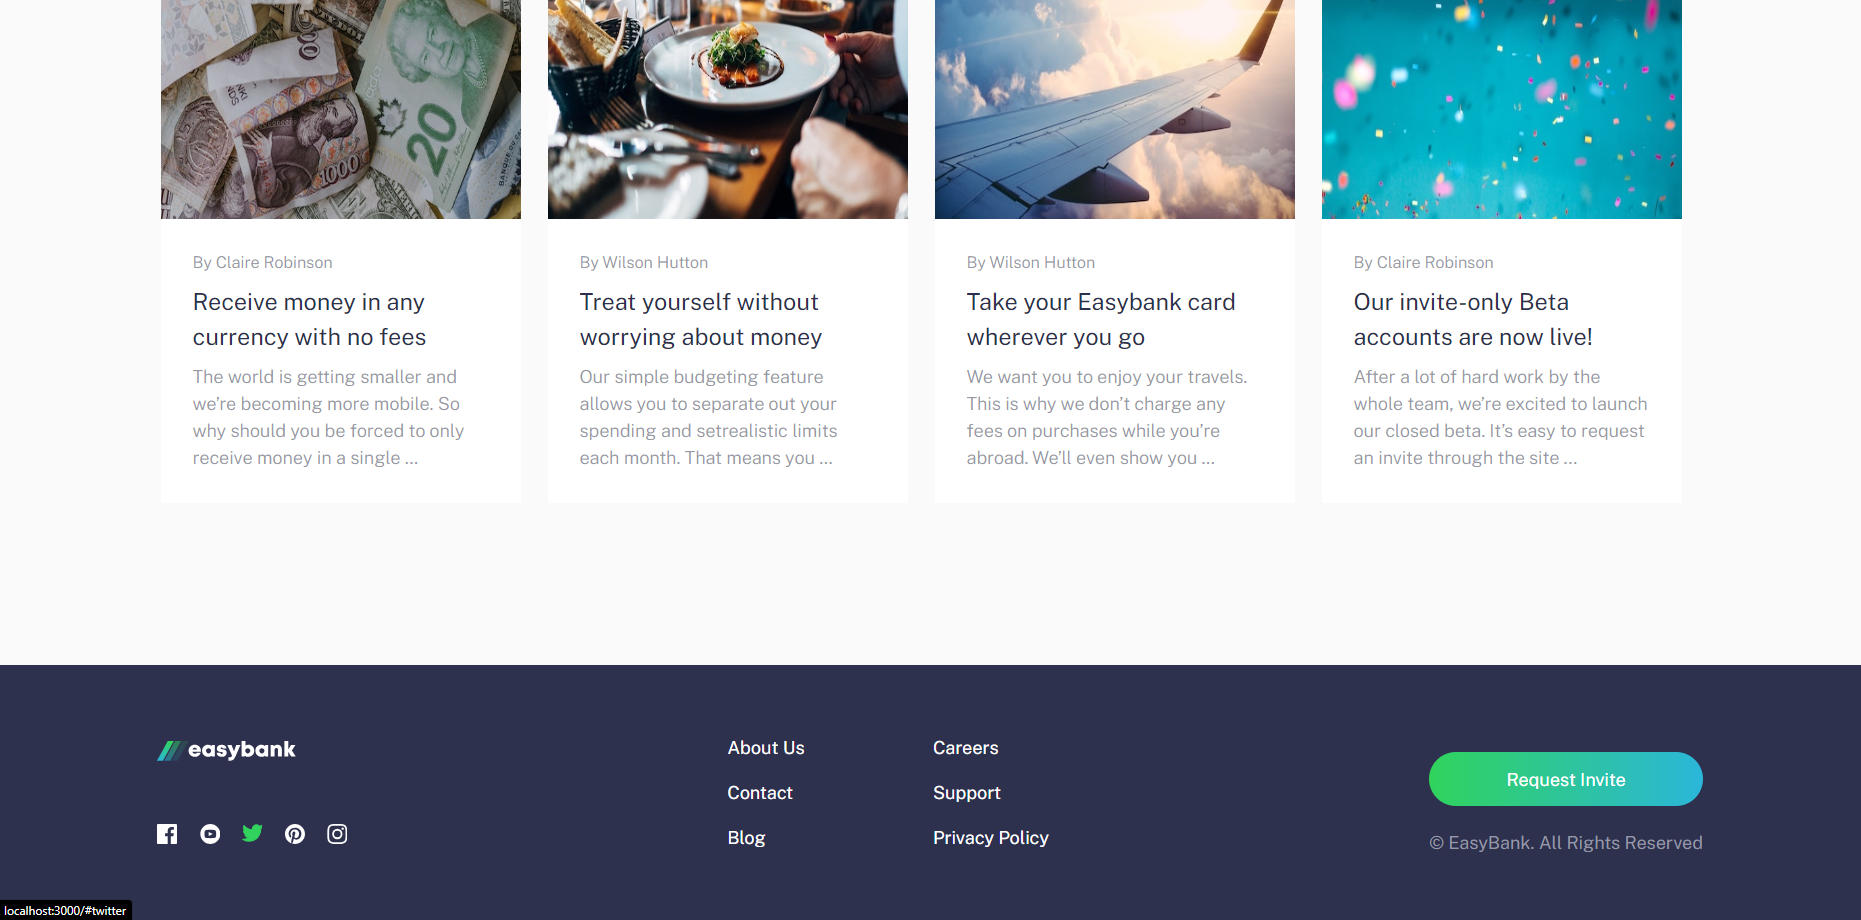 20
1000
By Claire Robinson
Receive money in any
currency with no fees
The world is getting smaller and
we’re becoming more mobile. So
why should you be forced to only
receive money in a single ...
By Wilson Hutton
Treat yourself without
worrying about money
Our simple budgeting feature
allows you to separate out your
spending and setrealistic limits
each month. That means you ...
By Wilson Hutton
Take your Easybank card
wherever you go
We want you to enjoy your travels.
This is why we don’t charge any
fees on purchases while you’re
abroad. We’ll even show you ...
By Claire Robinson
Our invite-only Beta
accounts are now live!
After a lot of hard work by the
whole team, we’re excited to launch
our closed beta. It’s easy to request
an invite through the site ...
easybank
About Us
Contact
Blog
Careers
Support
Privacy Policy
Request Invite
© EasyBank. All Rights Reserved
localhost:3000/#twitter